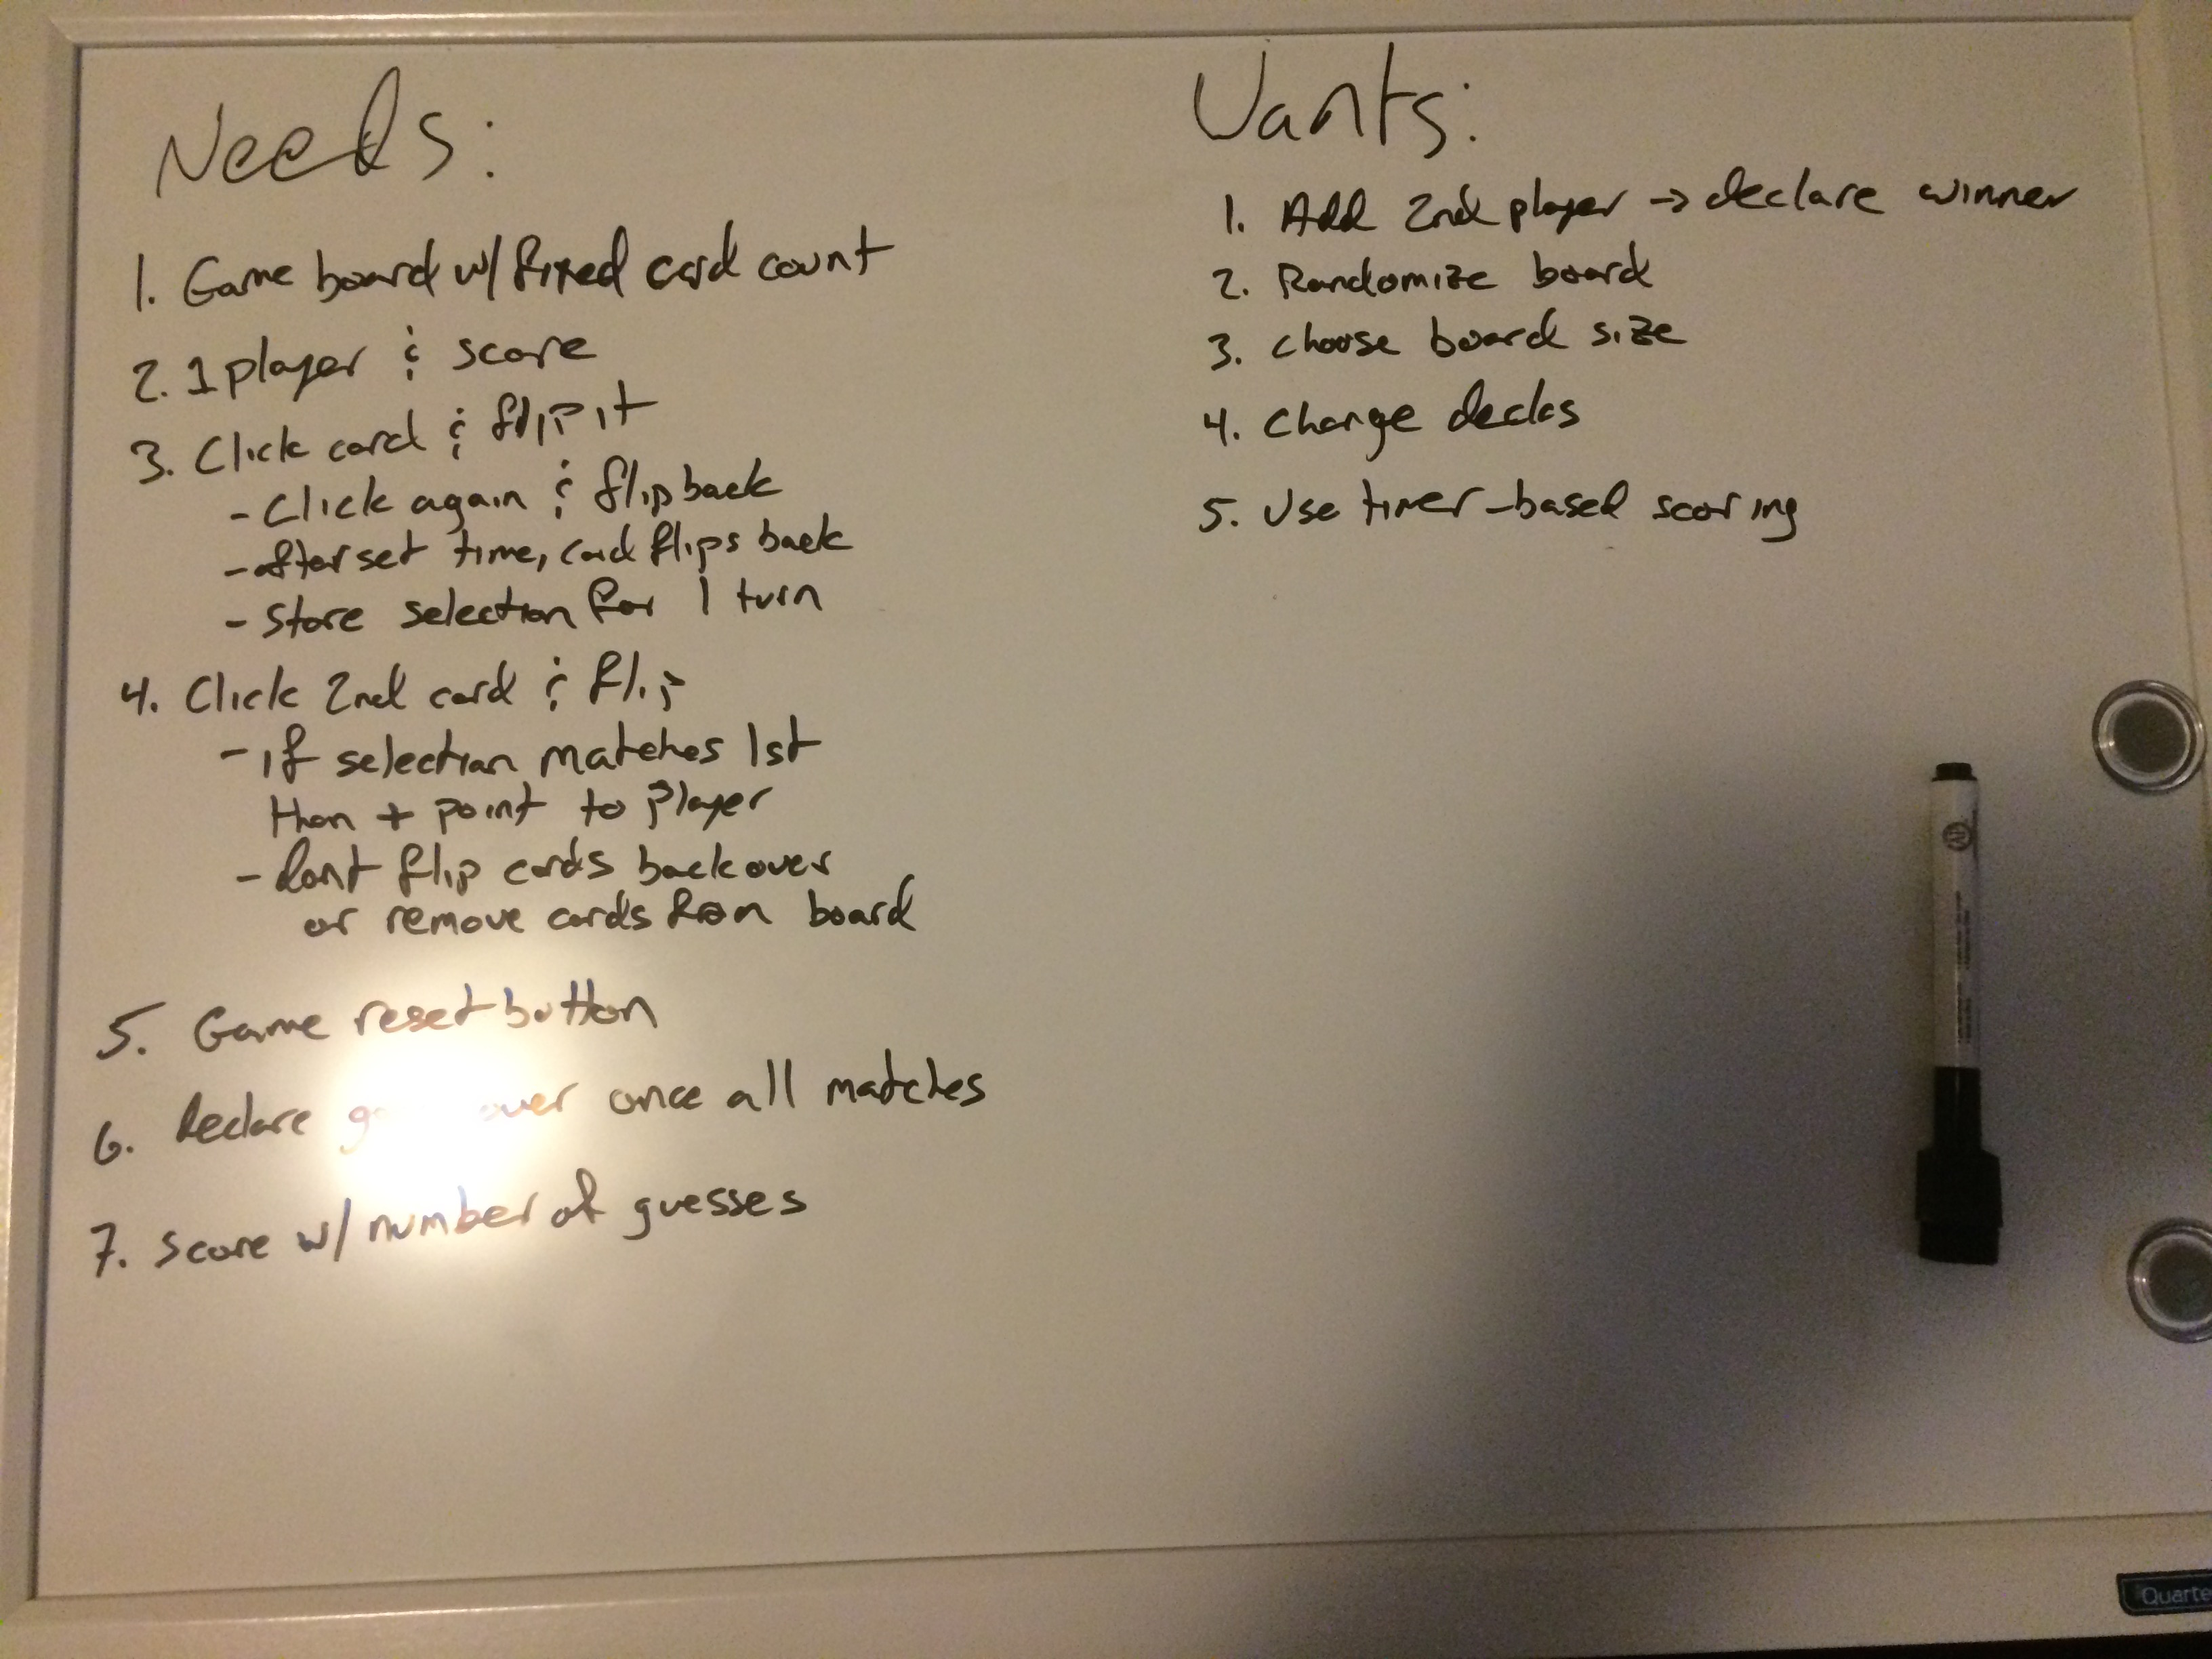 Needs:
1. Game board w/ fixed card count
2. 1 player & score
3. Click card & flip it
- Click again & flip back
- after set time, card flips back
- Store selection for 1 turn
4. Click 2nd card & flip
- if selection matches 1st
then + point to player
- dont flip cards back over
or remove cards from board
5. Game reset button
6. Declare over once all matches
7. Score w/ number of guesses
Wants:
1. Add 2nd player → declare winner
2. Randomize board
3. Choose board size
4. Change decks
5. Use timer-based scoring
Quarte